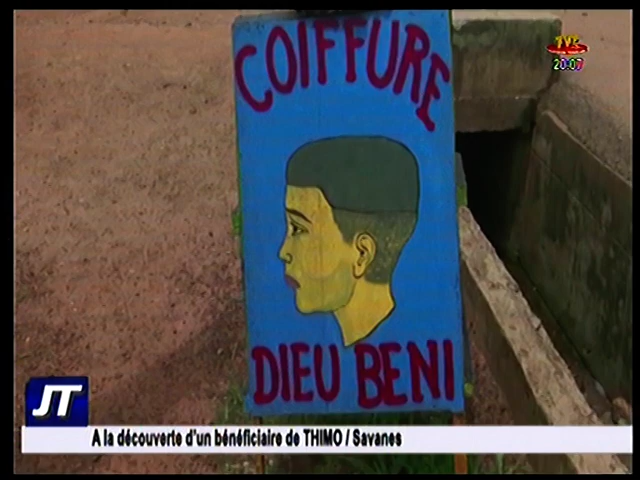 COIFFURE
20:07
DIEU BENI
JT
A la découverte d'un bénéficiaire de THIMO / Savanes